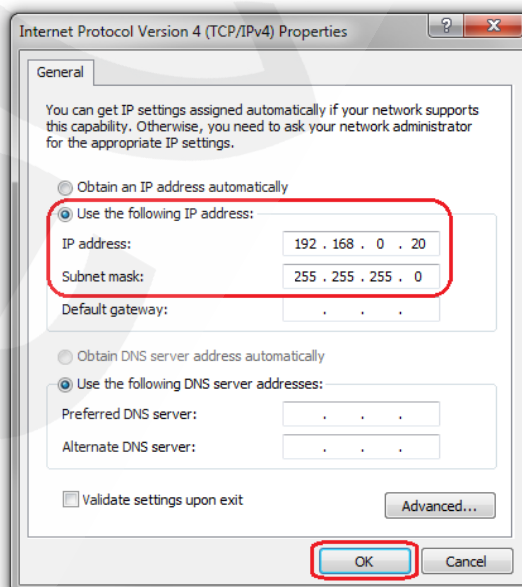 Internet Protocol Version 4 (TCP/IPv4) Properties
General
You can get IP settings assigned automatically if your network supports
this capability. Otherwise, you need to ask your network administrator
for the appropriate IP settings.
Obtain an IP address automatically
Use the following IP address:
IP address: 192 . 168 . 0 . 20
Subnet mask: 255 . 255 . 255 . 0
Default gateway: . . .
Obtain DNS server address automatically
Use the following DNS server addresses:
Preferred DNS server: . . .
Alternate DNS server: . . .
Validate settings upon exit
Advanced...
OK Cancel